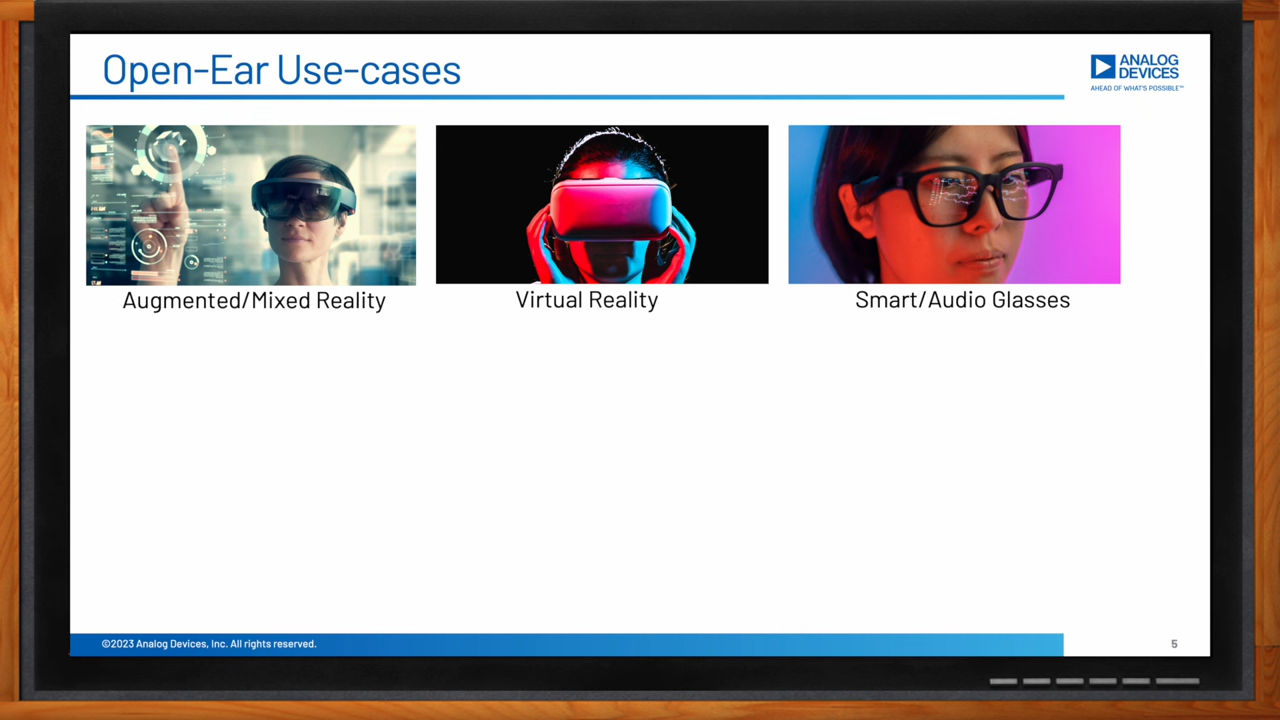 Open-Ear Use-cases
ANALOG
DEVICES
AHEAD OF WHAT'S POSSIBLE™
Augmented/Mixed Reality
Virtual Reality
Smart/Audio Glasses
©2023 Analog Devices, Inc. All rights reserved.
5